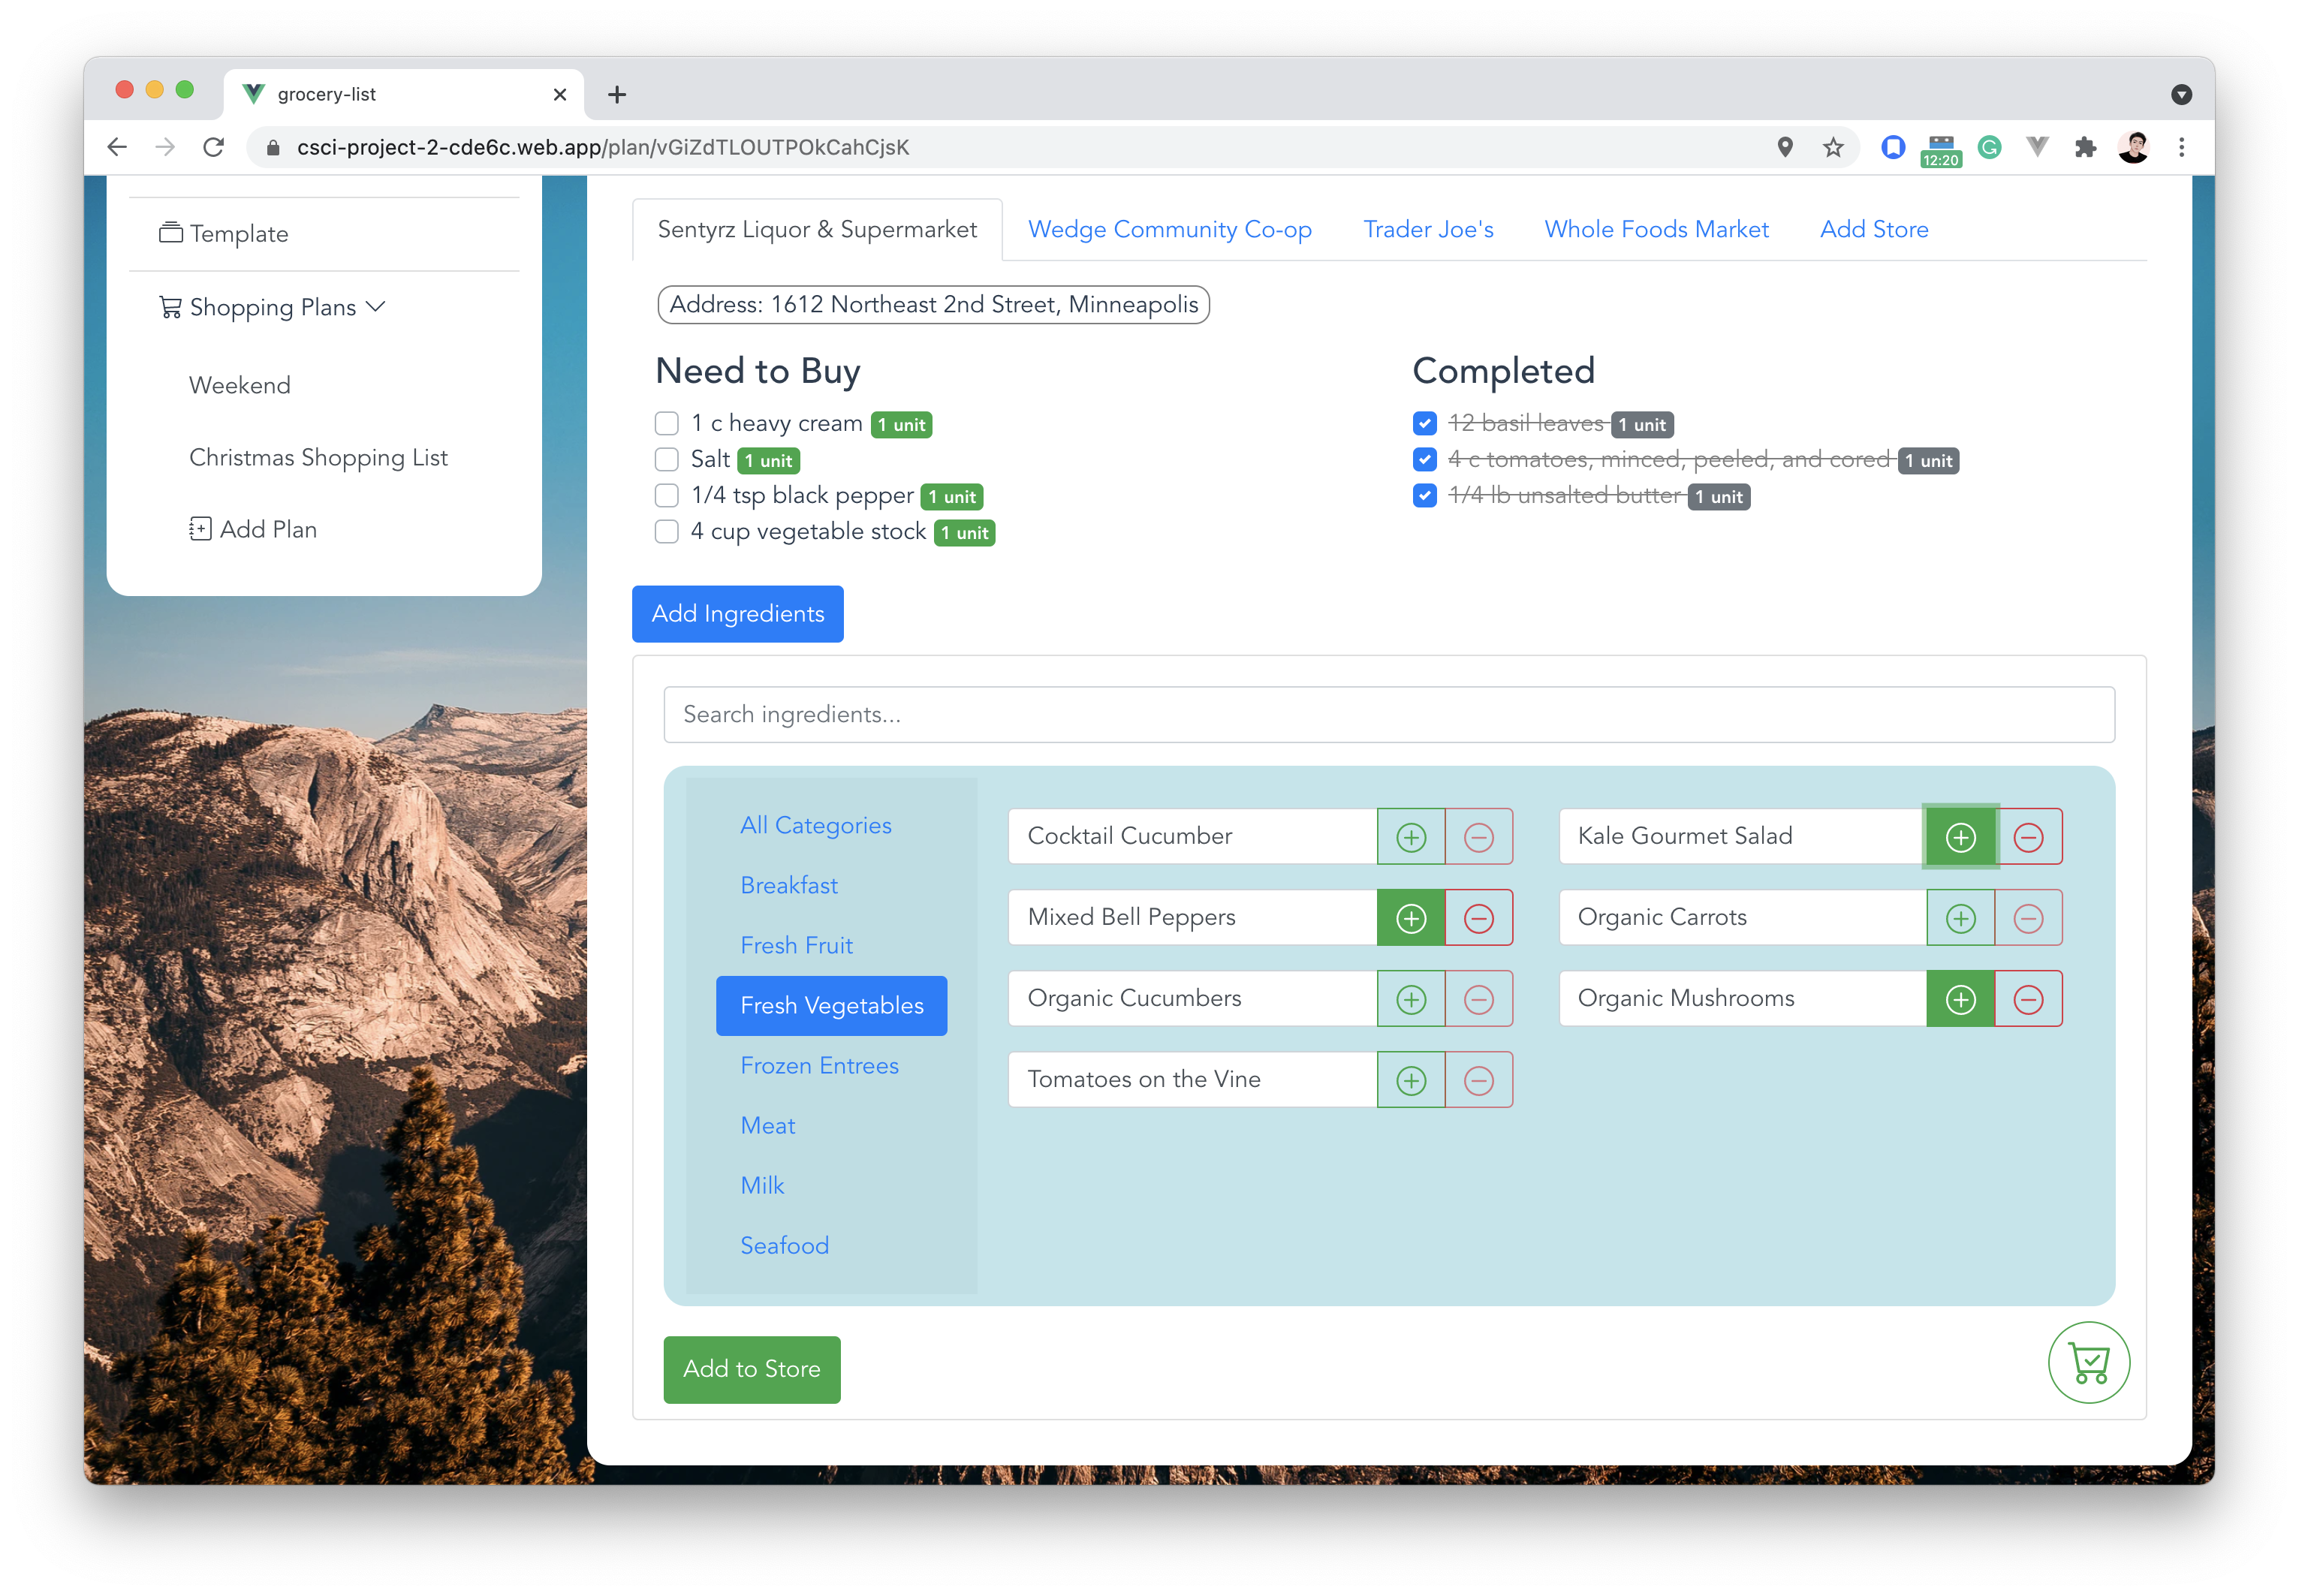 grocery-list
csci-project-2-cde6c.web.app/plan/vGiZdTLOUTPOkCahCjsK
12:20
Template
Shopping Plans
Weekend
Christmas Shopping List
Add Plan
Sentyrz Liquor & Supermarket
Wedge Community Co-op
Trader Joe's
Whole Foods Market
Add Store
Address: 1612 Northeast 2nd Street, Minneapolis
Need to Buy
1 c heavy cream 1 unit
Salt 1 unit
1/4 tsp black pepper 1 unit
4 cup vegetable stock 1 unit
Completed
12 basil leaves 1 unit
4 c tomatoes, minced, peeled, and cored 1 unit
1/4 lb unsalted butter 1 unit
Add Ingredients
Search ingredients...
All Categories
Breakfast
Fresh Fruit
Fresh Vegetables
Frozen Entrees
Meat
Milk
Seafood
Cocktail Cucumber
Kale Gourmet Salad
Mixed Bell Peppers
Organic Carrots
Organic Cucumbers
Organic Mushrooms
Tomatoes on the Vine
Add to Store